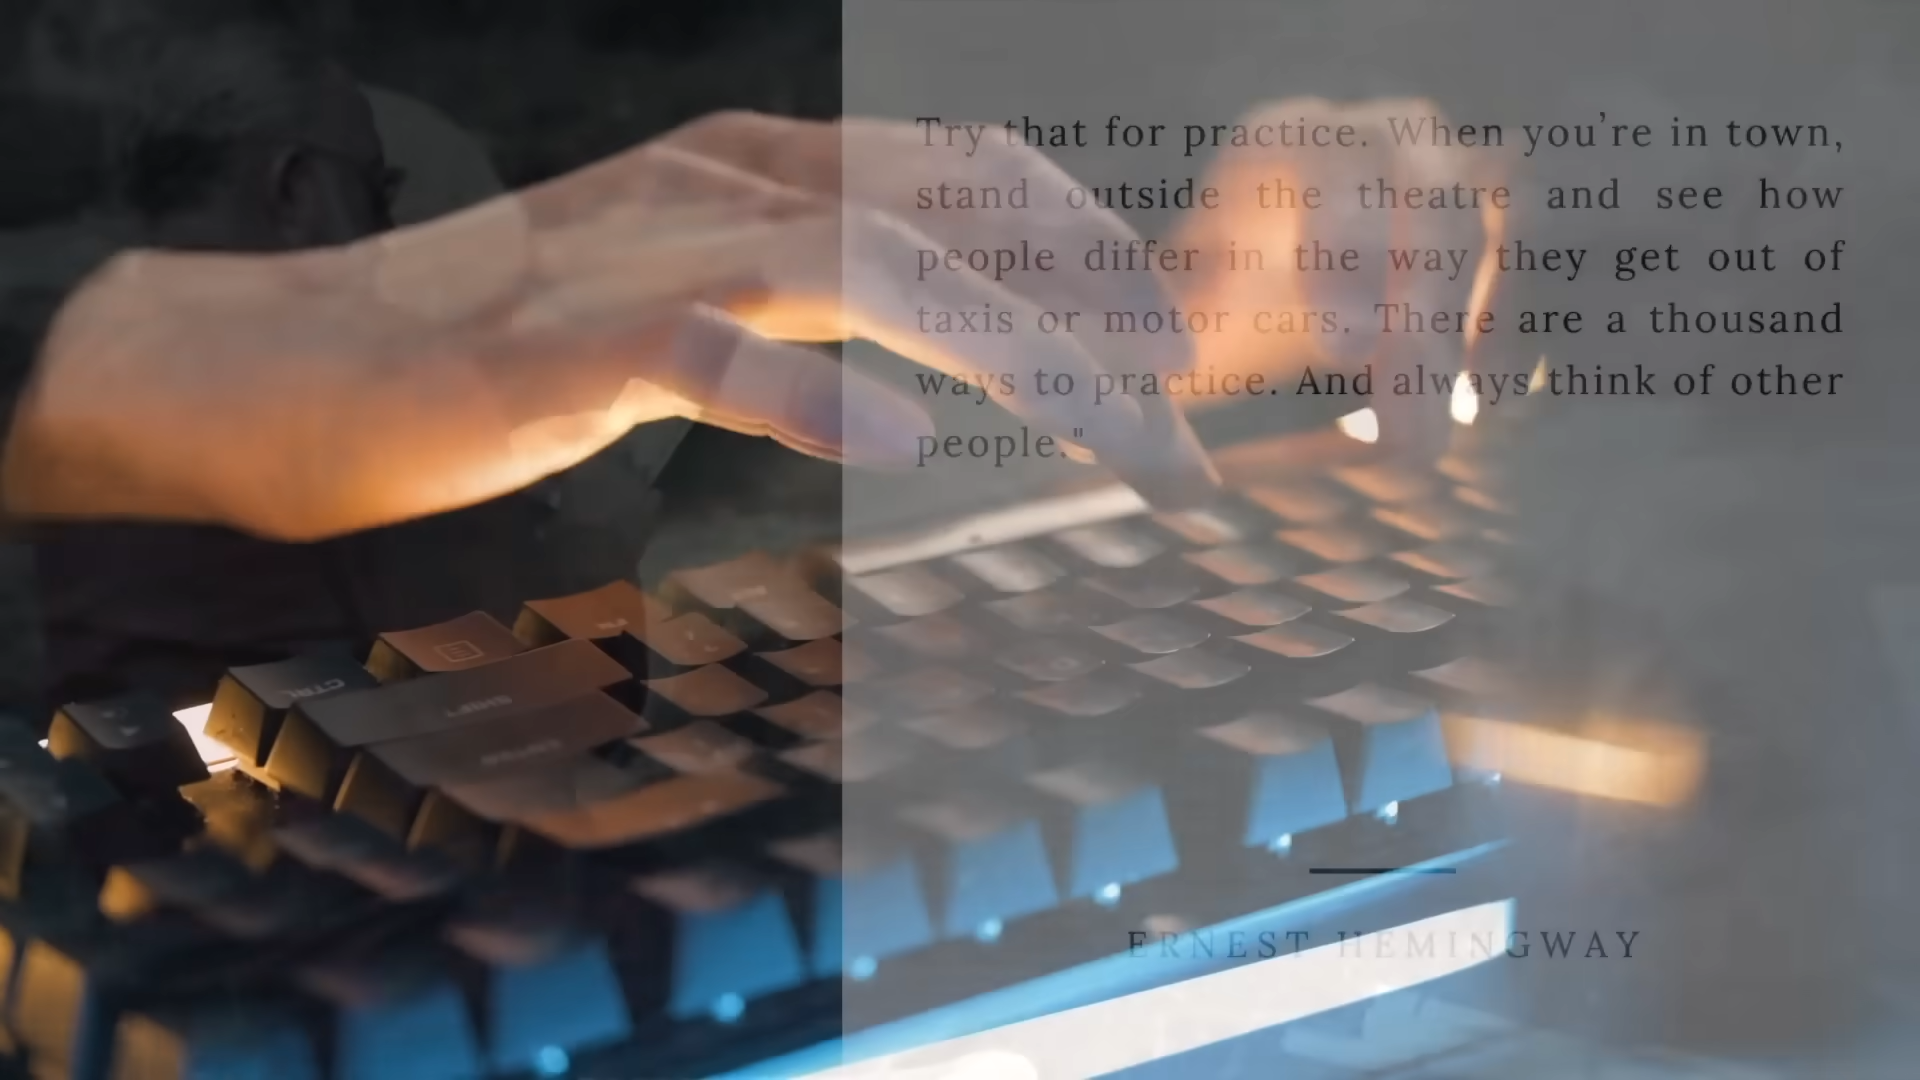 Try that for practice. When you're in town,
stand outside the theatre and see how
people differ in the way they get out of
taxis or motor cars. There are a thousand
ways to practice. And always think of other
people."
ERNEST HEMINGWAY
CTRL
SHIFT